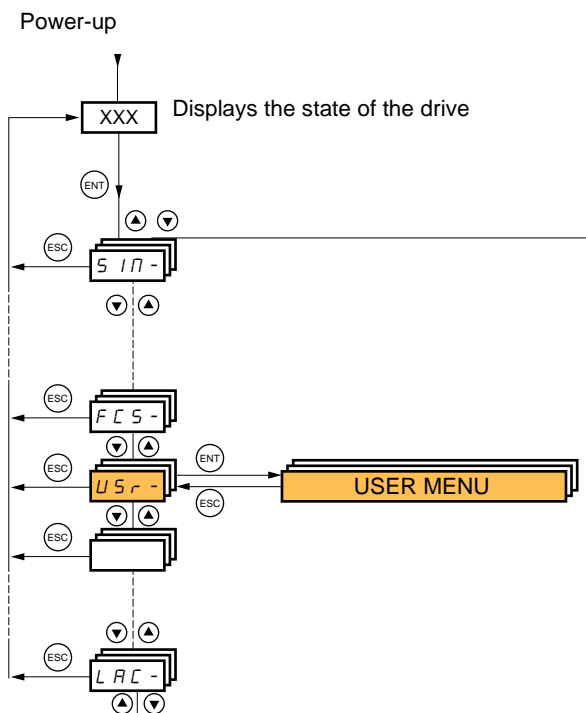 Power-up
XXX Displays the state of the drive
ENT
ESC
SIM-
ESC
FCS-
ESC ENT
USr- USER MENU
ESC
ESC
ESC
LAC-